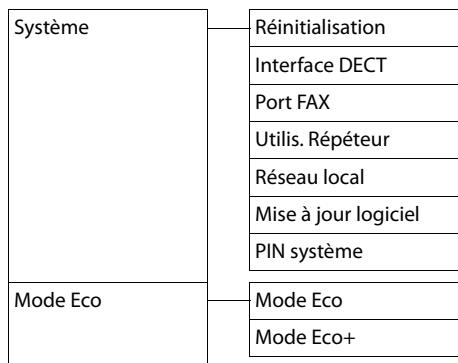 Système
Réinitialisation
Interface DECT
Port FAX
Utilis. Répéteur
Réseau local
Mise à jour logiciel
PIN système
Mode Eco
Mode Eco
Mode Eco+